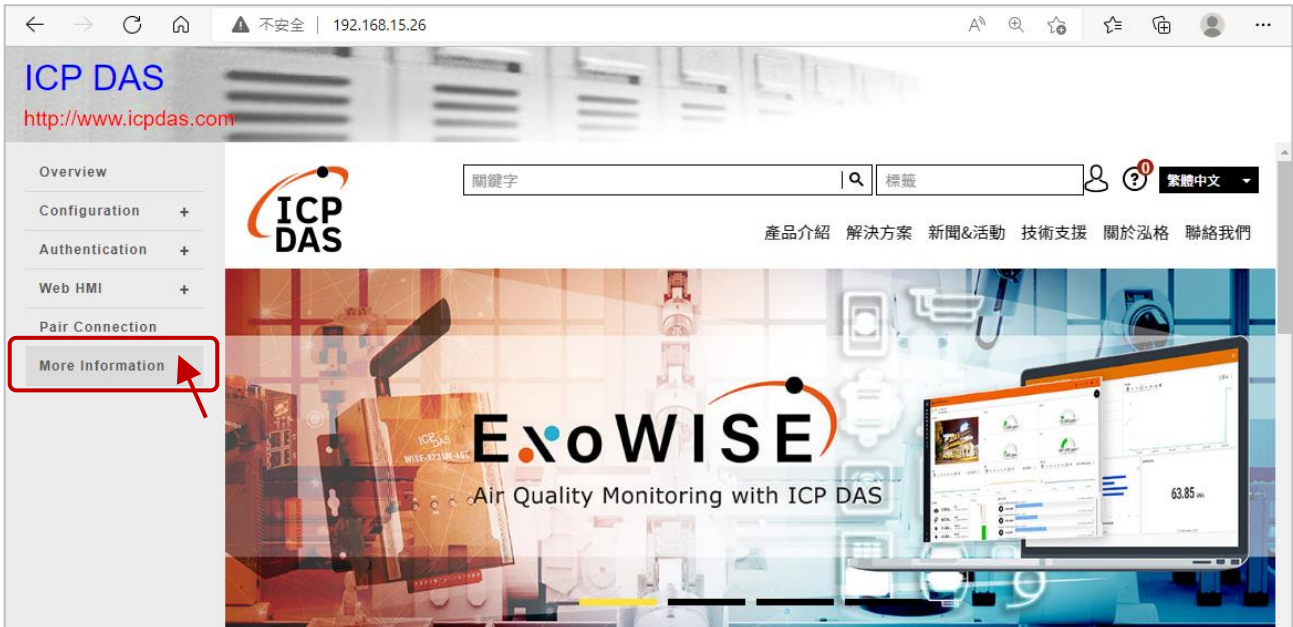 不安全 | 192.168.15.26
ICP DAS
http://www.icpdas.com
Overview
Configuration +
Authentication +
Web HMI +
Pair Connection
More Information
ICP
DAS
關鍵字
標籤
0
繁體中文
產品介紹 解決方案 新聞&活動 技術支援 關於泓格 聯絡我們
ICP DAS
ExoWISE
Air Quality Monitoring with ICP DAS
63.85